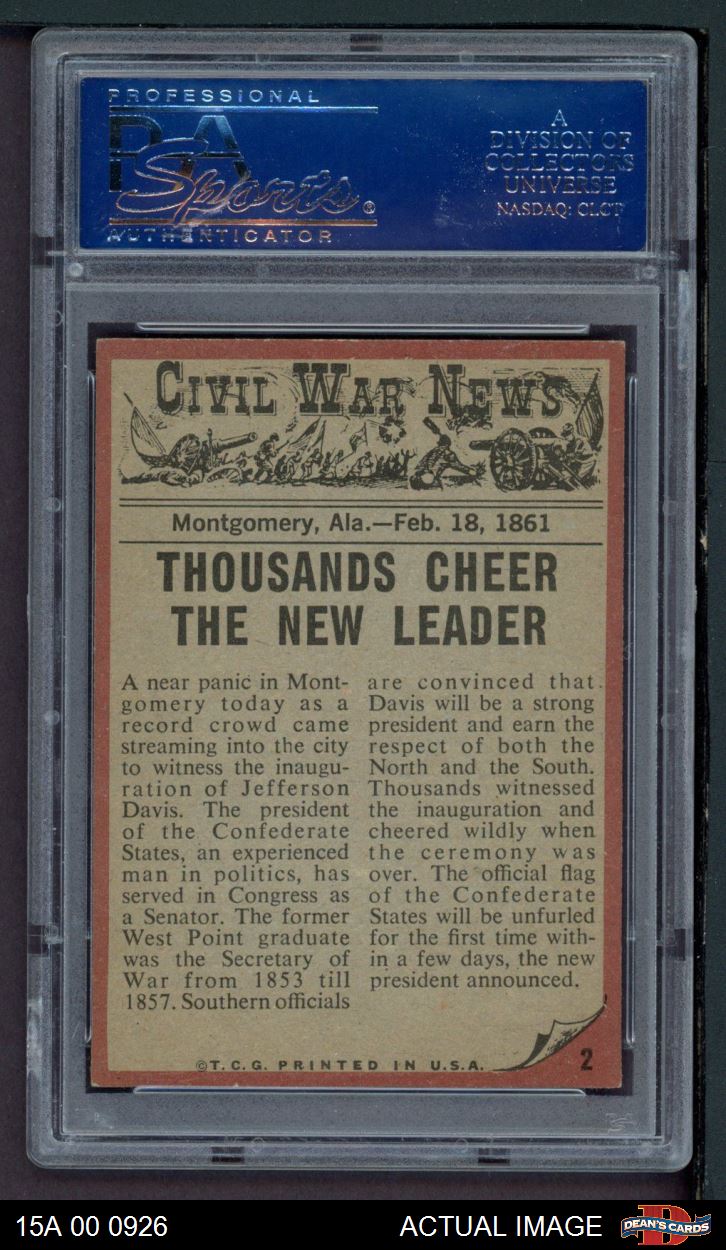 PROFESSIONAL
PSA
Sports®
AUTHENTICATOR
A
DIVISION OF
COLLECTORS
UNIVERSE
NASDAQ: CLCT
CIVIL WAR NEWS
Montgomery, Ala.—Feb. 18, 1861
THOUSANDS CHEER
THE NEW LEADER
A near panic in Mont-
gomery today as a
record crowd came
streaming into the city
to witness the inaugu-
ration of Jefferson
Davis. The president
of the Confederate
States, an experienced
man in politics, has
served in Congress as
a Senator. The former
West Point graduate
was the Secretary of
War from 1853 till
1857. Southern officials
are convinced that
Davis will be a strong
president and earn the
respect of both the
North and the South.
Thousands witnessed
the inauguration and
cheered wildly when
the ceremony was
over. The official flag
of the Confederate
States will be unfurled
for the first time with-
in a few days, the new
president announced.
©T.C.G. PRINTED IN U.S.A.
2
15A 00 0926
ACTUAL IMAGE
D
DEAN'S CARDS